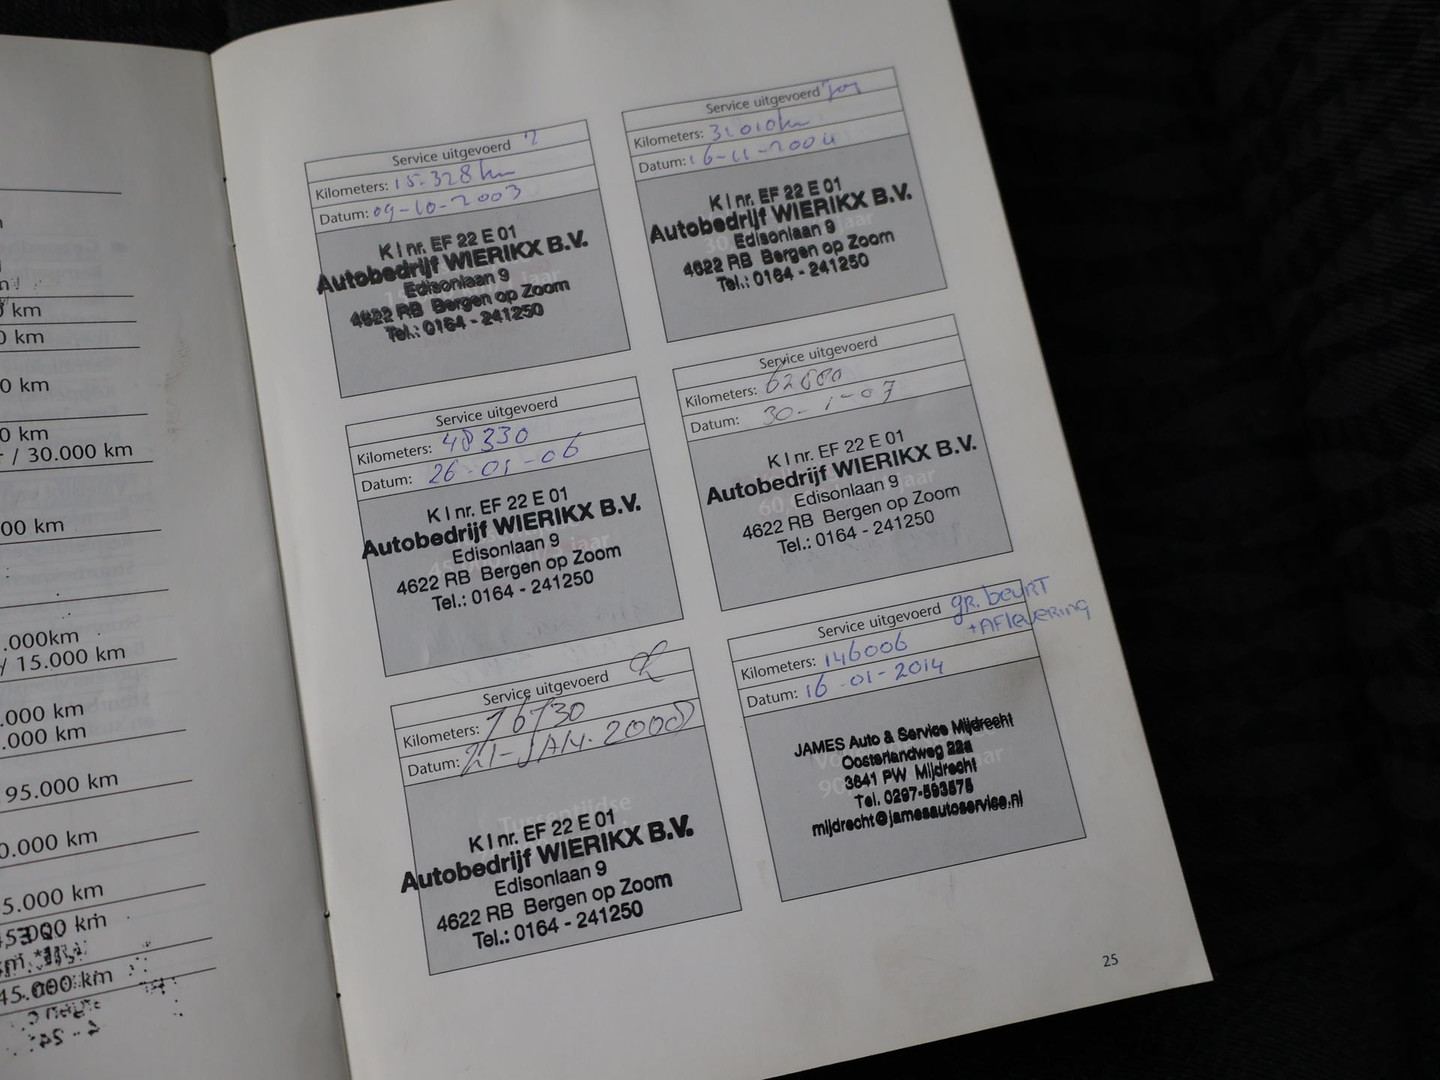 km
0 km
0 km
0 km
/ 30.000 km
00 km
.000km
/ 15.000 km
.000 km
.000 km
95.000 km
0.000 km
5.000 km
45.000 km
Service uitgevoerd
Kilometers: 15.328 km
Datum: 09-10-2003
K I nr. EF 22 E 01
Autobedrijf WIERIKX B.V.
Edisonlaan 9
4622 RB Bergen op Zoom
Tel.: 0164 - 241250
Service uitgevoerd
Kilometers: 31010 km
Datum: 16-11-2004
K I nr. EF 22 E 01
Autobedrijf WIERIKX B.V.
Edisonlaan 9
4622 RB Bergen op Zoom
Tel.: 0164 - 241250
Service uitgevoerd
Kilometers: 48330
Datum: 26-01-06
K I nr. EF 22 E 01
Autobedrijf WIERIKX B.V.
Edisonlaan 9
4622 RB Bergen op Zoom
Tel.: 0164 - 241250
Service uitgevoerd
Kilometers:
Datum: 30-1-07
K I nr. EF 22 E 01
Autobedrijf WIERIKX B.V.
Edisonlaan 9
4622 RB Bergen op Zoom
Tel.: 0164 - 241250
Service uitgevoerd
Kilometers: 76730
Datum: 21-JAN. 2008
Tussentijdse
K I nr. EF 22 E 01
Autobedrijf WIERIKX B.V.
Edisonlaan 9
4622 RB Bergen op Zoom
Tel.: 0164 - 241250
Service uitgevoerd gR. beurt
+ Aflevering
Kilometers: 146006
Datum: 16-01-2014
JAMES Auto & Service Mijdrecht
Oosterlandweg 22a
3641 PW Mijdrecht
Tel. 0297-593575
mijdrecht@jamesautoservice.nl
25